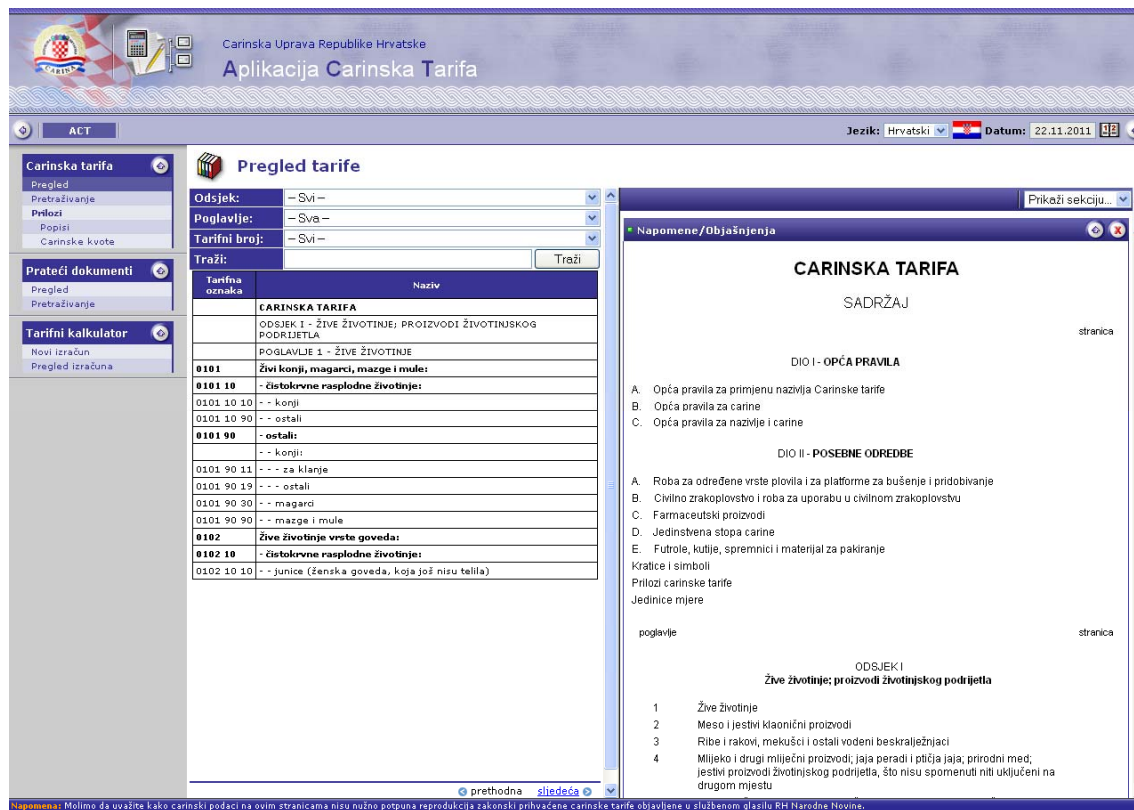 CARINA
Carinska Uprava Republike Hrvatske
Aplikacija Carinska Tarifa
ACT
Jezik: Hrvatski Datum: 22.11.2011
Carinska tarifa
Pregled
Pretraživanje
Prilozi
Popisi
Carinske kvote
Prateći dokumenti
Pregled
Pretraživanje
Tarifni kalkulator
Novi izračun
Pregled izračuna
Pregled tarife
Odsjek: – Svi –
Poglavlje: – Sva –
Tarifni broj: – Svi –
Traži: Traži
Tarifna oznaka Naziv
CARINSKA TARIFA
ODSJEK I - ŽIVE ŽIVOTINJE; PROIZVODI ŽIVOTINJSKOG
PODRIJETLA
POGLAVLJE 1 - ŽIVE ŽIVOTINJE
0101 Živi konji, magarci, mazge i mule:
0101 10 - čistokrvne rasplodne životinje:
0101 10 10 - - konji
0101 10 90 - - ostali
0101 90 - ostali:
- - konji:
0101 90 11 - - - za klanje
0101 90 19 - - - ostali
0101 90 30 - - magarci
0101 90 90 - - mazge i mule
0102 Žive životinje vrste goveda:
0102 10 - čistokrvne rasplodne životinje:
0102 10 10 - - junice (ženska goveda, koja još nisu telila)
prethodna sljedeća
Prikaži sekciju...
Napomene/Objašnjenja
CARINSKA TARIFA
SADRŽAJ
stranica
DIO I - OPĆA PRAVILA
A. Opća pravila za primjenu nazivlja Carinske tarife
B. Opća pravila za carine
C. Opća pravila za nazivlje i carine
DIO II - POSEBNE ODREDBE
A. Roba za određene vrste plovila i za platforme za bušenje i pridobivanje
B. Civilno zrakoplovstvo i roba za uporabu u civilnom zrakoplovstvu
C. Farmaceutski proizvodi
D. Jedinstvena stopa carine
E. Futrole, kutije, spremnici i materijal za pakiranje
Kratice i simboli
Prilozi carinske tarife
Jedinice mjere
poglavlje stranica
ODSJEK I
Žive životinje; proizvodi životinjskog podrijetla
1 Žive životinje
2 Meso i jestivi klaonični proizvodi
3 Ribe i rakovi, mekušci i ostali vodeni beskralježnjaci
4 Mlijeko i drugi mliječni proizvodi; jaja peradi i ptičja jaja; prirodni med;
jestivi proizvodi životinjskog podrijetla, što nisu spomenuti niti uključeni na
drugom mjestu
Napomena: Molimo da uvažite kako carinski podaci na ovim stranicama nisu nužno potpuna reprodukcija zakonski prihvaćene carinske tarife objavljene u službenom glasilu RH Narodne Novine.